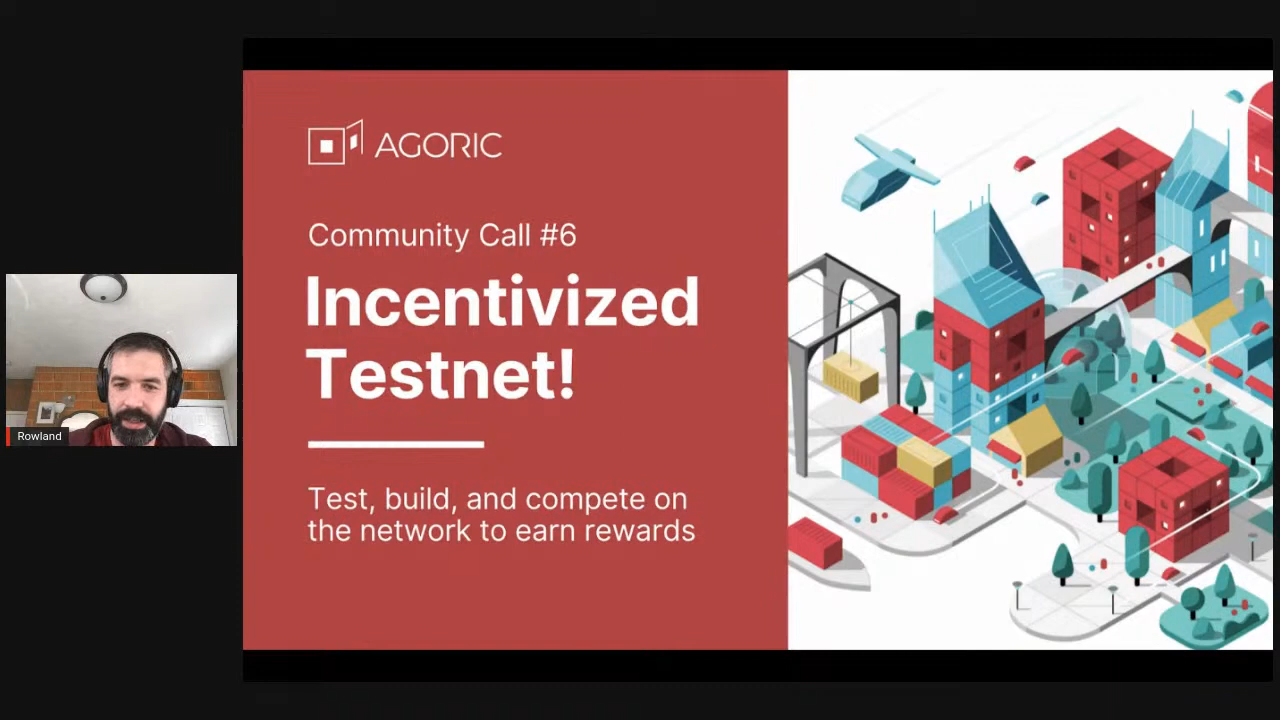 AGORIC
Community Call #6
Incentivized
Testnet!
Test, build, and compete on
the network to earn rewards
Rowland